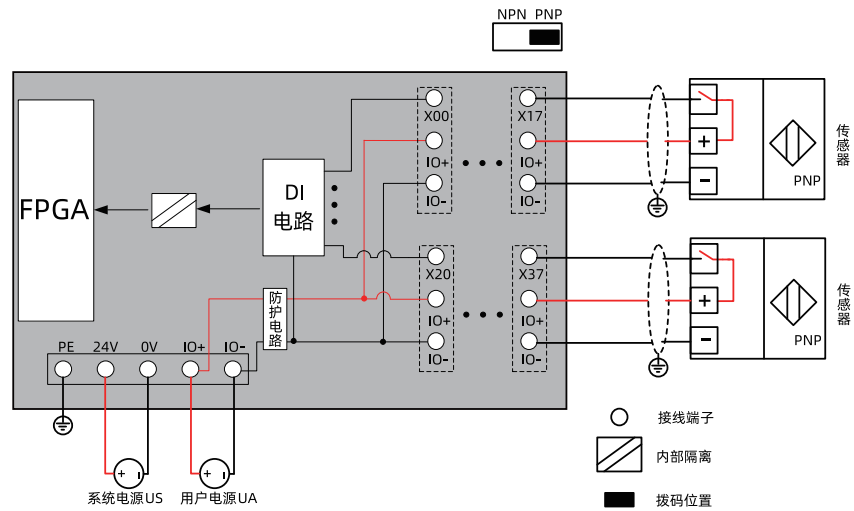 NPN PNP
X00
IO+
IO-
X17
IO+
IO-
+
-
PNP
传感器
FPGA
DI
电路
X20
IO+
IO-
X37
IO+
IO-
+
-
PNP
传感器
防护电路
PE 24V 0V IO+ IO-
系统电源US 用户电源UA
接线端子
内部隔离
拨码位置